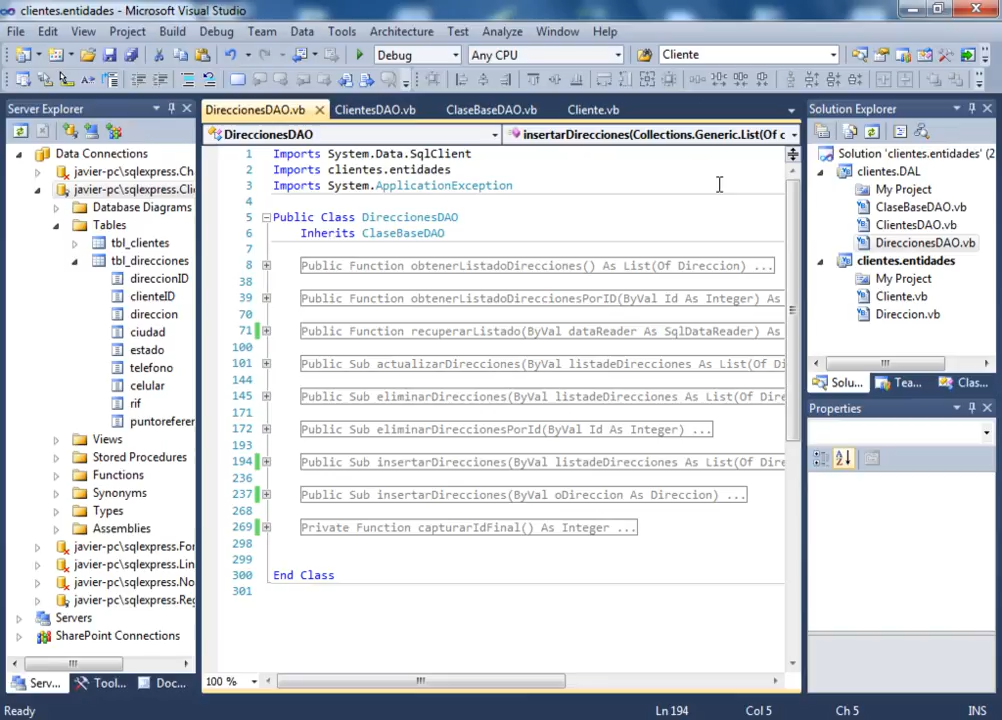 clientes.entidades - Microsoft Visual Studio
File Edit View Project Build Debug Team Data Tools Architecture Test Analyze Window Help
Debug Any CPU Cliente
Server Explorer
Data Connections
javier-pc\sqlexpress.Ch
javier-pc\sqlexpress.Cli
Database Diagrams
Tables
tbl_clientes
tbl_direcciones
direccionID
clienteID
direccion
ciudad
estado
telefono
celular
rif
puntorefere
Views
Stored Procedures
Functions
Synonyms
Types
Assemblies
javier-pc\sqlexpress.For
javier-pc\sqlexpress.Lin
javier-pc\sqlexpress.No
javier-pc\sqlexpress.Reg
Servers
SharePoint Connections
Serv... Tool... Doc...
DireccionesDAO.vb ClientesDAO.vb ClaseBaseDAO.vb Cliente.vb
DireccionesDAO insertarDirecciones(Collections.Generic.List(Of c
1 Imports System.Data.SqlClient
2 Imports clientes.entidades
3 Imports System.ApplicationException
4
5 Public Class DireccionesDAO
6 Inherits ClaseBaseDAO
7
8 Public Function obtenerListadoDirecciones() As List(Of Direccion) ...
38
39 Public Function obtenerListadoDireccionesPorID(ByVal Id As Integer) As
70
71 Public Function recuperarListado(ByVal dataReader As SqlDataReader) As
100
101 Public Sub actualizarDirecciones(ByVal listadeDirecciones As List(Of Di
144
145 Public Sub eliminarDirecciones(ByVal listadeDirecciones As List(Of Dire
171
172 Public Sub eliminarDireccionesPorId(ByVal Id As Integer) ...
193
194 Public Sub insertarDirecciones(ByVal listadeDirecciones As List(Of Dire
236
237 Public Sub insertarDirecciones(ByVal oDireccion As Direccion) ...
268
269 Private Function capturarIdFinal() As Integer ...
298
299
300 End Class
301
100 %
Solution Explorer
Solution 'clientes.entidades' (2
clientes.DAL
My Project
ClaseBaseDAO.vb
ClientesDAO.vb
DireccionesDAO.vb
clientes.entidades
My Project
Cliente.vb
Direccion.vb
Solu... Tea... Clas...
Properties
Ready Ln 194 Col 5 Ch 5 INS